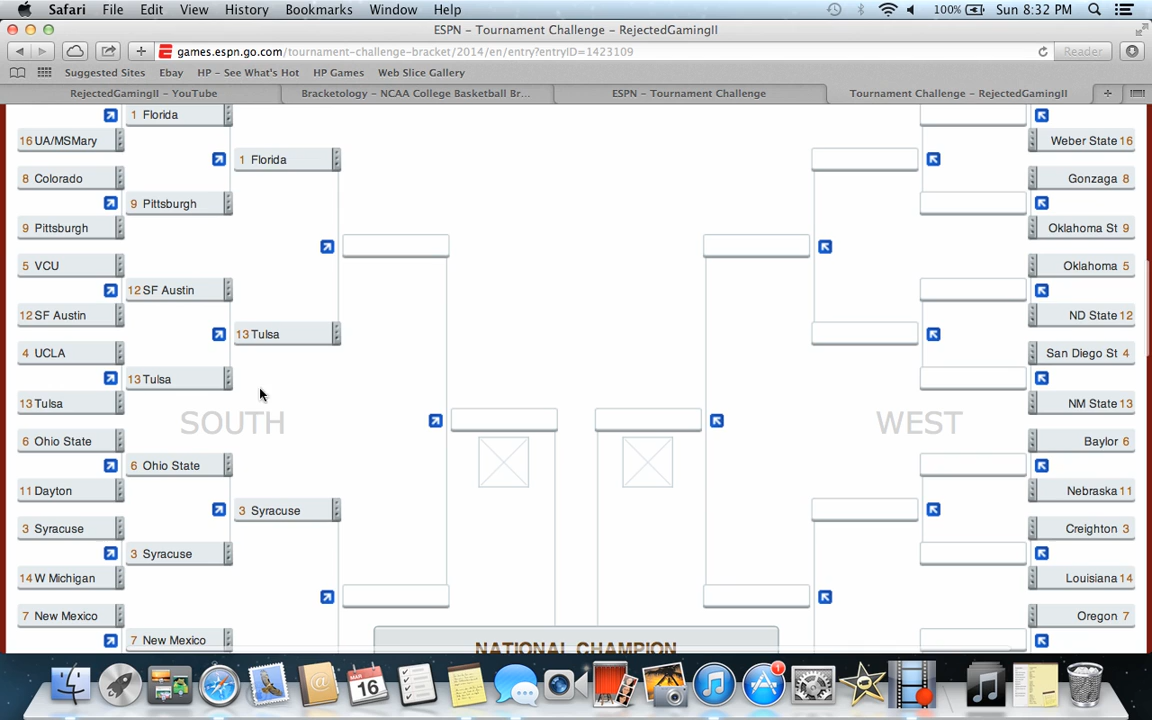 Safari File Edit View History Bookmarks Window Help 100% Sun 8:32 PM
ESPN – Tournament Challenge - RejectedGamingII
games.espn.go.com/tournament-challenge-bracket/2014/en/entry?entryID=1423109 Reader
Suggested Sites Ebay HP – See What's Hot HP Games Web Slice Gallery
RejectedGamingII – YouTube Bracketology – NCAA College Basketball Br... ESPN – Tournament Challenge Tournament Challenge – RejectedGamingII
1 Florida
16 UA/MSMary Weber State 16
1 Florida
8 Colorado Gonzaga 8
9 Pittsburgh
9 Pittsburgh Oklahoma St 9
5 VCU Oklahoma 5
12 SF Austin
12 SF Austin ND State 12
13 Tulsa
4 UCLA San Diego St 4
13 Tulsa
13 Tulsa NM State 13
SOUTH WEST
6 Ohio State Baylor 6
6 Ohio State
11 Dayton Nebraska 11
3 Syracuse
3 Syracuse Creighton 3
3 Syracuse
14 W Michigan Louisiana 14
7 New Mexico Oregon 7
7 New Mexico
NATIONAL CHAMPION
MAR
16
1